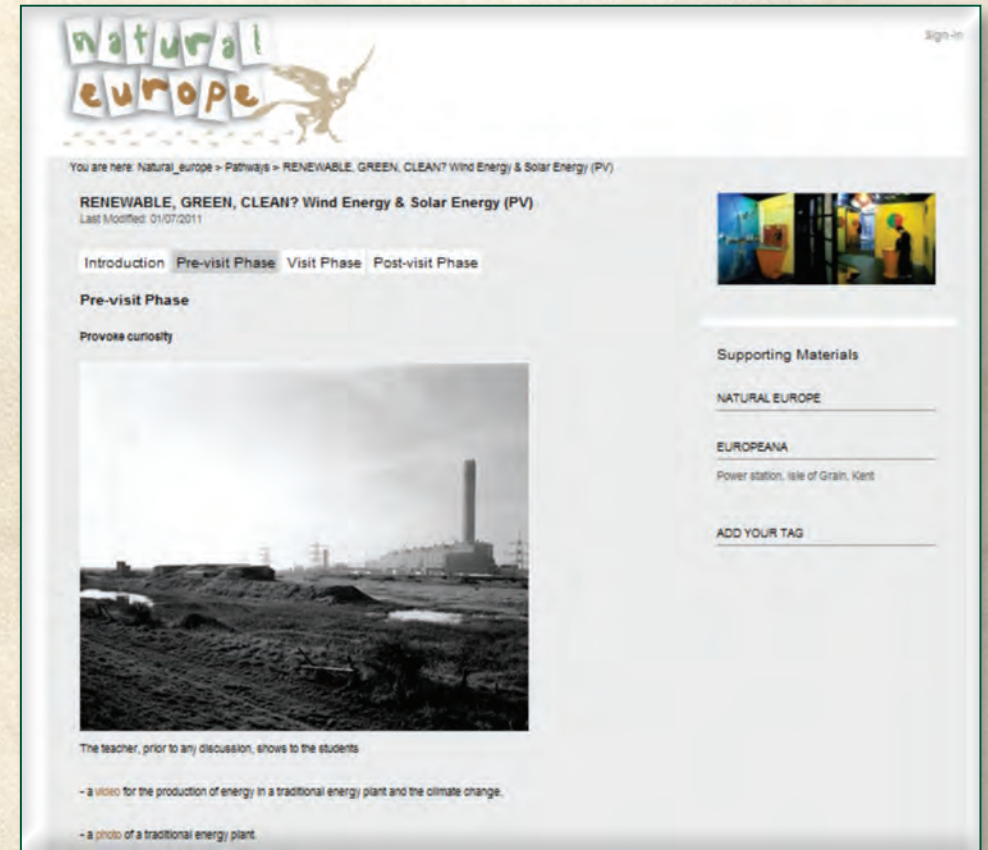 natural
europe
Sign-in
You are here: Natural_europe > Pathways > RENEWABLE, GREEN, CLEAN? Wind Energy & Solar Energy (PV)
RENEWABLE, GREEN, CLEAN? Wind Energy & Solar Energy (PV)
Last Modified: 01/07/2011
Introduction Pre-visit Phase Visit Phase Post-visit Phase
Pre-visit Phase
Provoke curiosity
The teacher, prior to any discussion, shows to the students
- a video for the production of energy in a traditional energy plant and the climate change.
- a photo of a traditional energy plant.
Supporting Materials
NATURAL EUROPE
EUROPEANA
Power station, Isle of Grain, Kent
ADD YOUR TAG